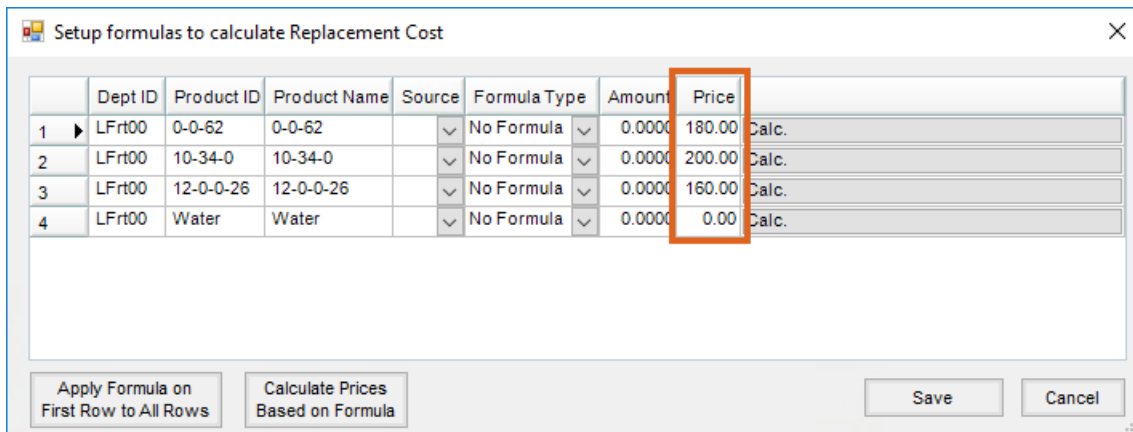 Setup formulas to calculate Replacement Cost
Dept ID Product ID Product Name Source Formula Type Amount Price
1 LFrt00 0-0-62 0-0-62 No Formula 0.0000 180.00 Calc.
2 LFrt00 10-34-0 10-34-0 No Formula 0.0000 200.00 Calc.
3 LFrt00 12-0-0-26 12-0-0-26 No Formula 0.0000 160.00 Calc.
4 LFrt00 Water Water No Formula 0.0000 0.00 Calc.
Apply Formula on
First Row to All Rows
Calculate Prices
Based on Formula
Save
Cancel